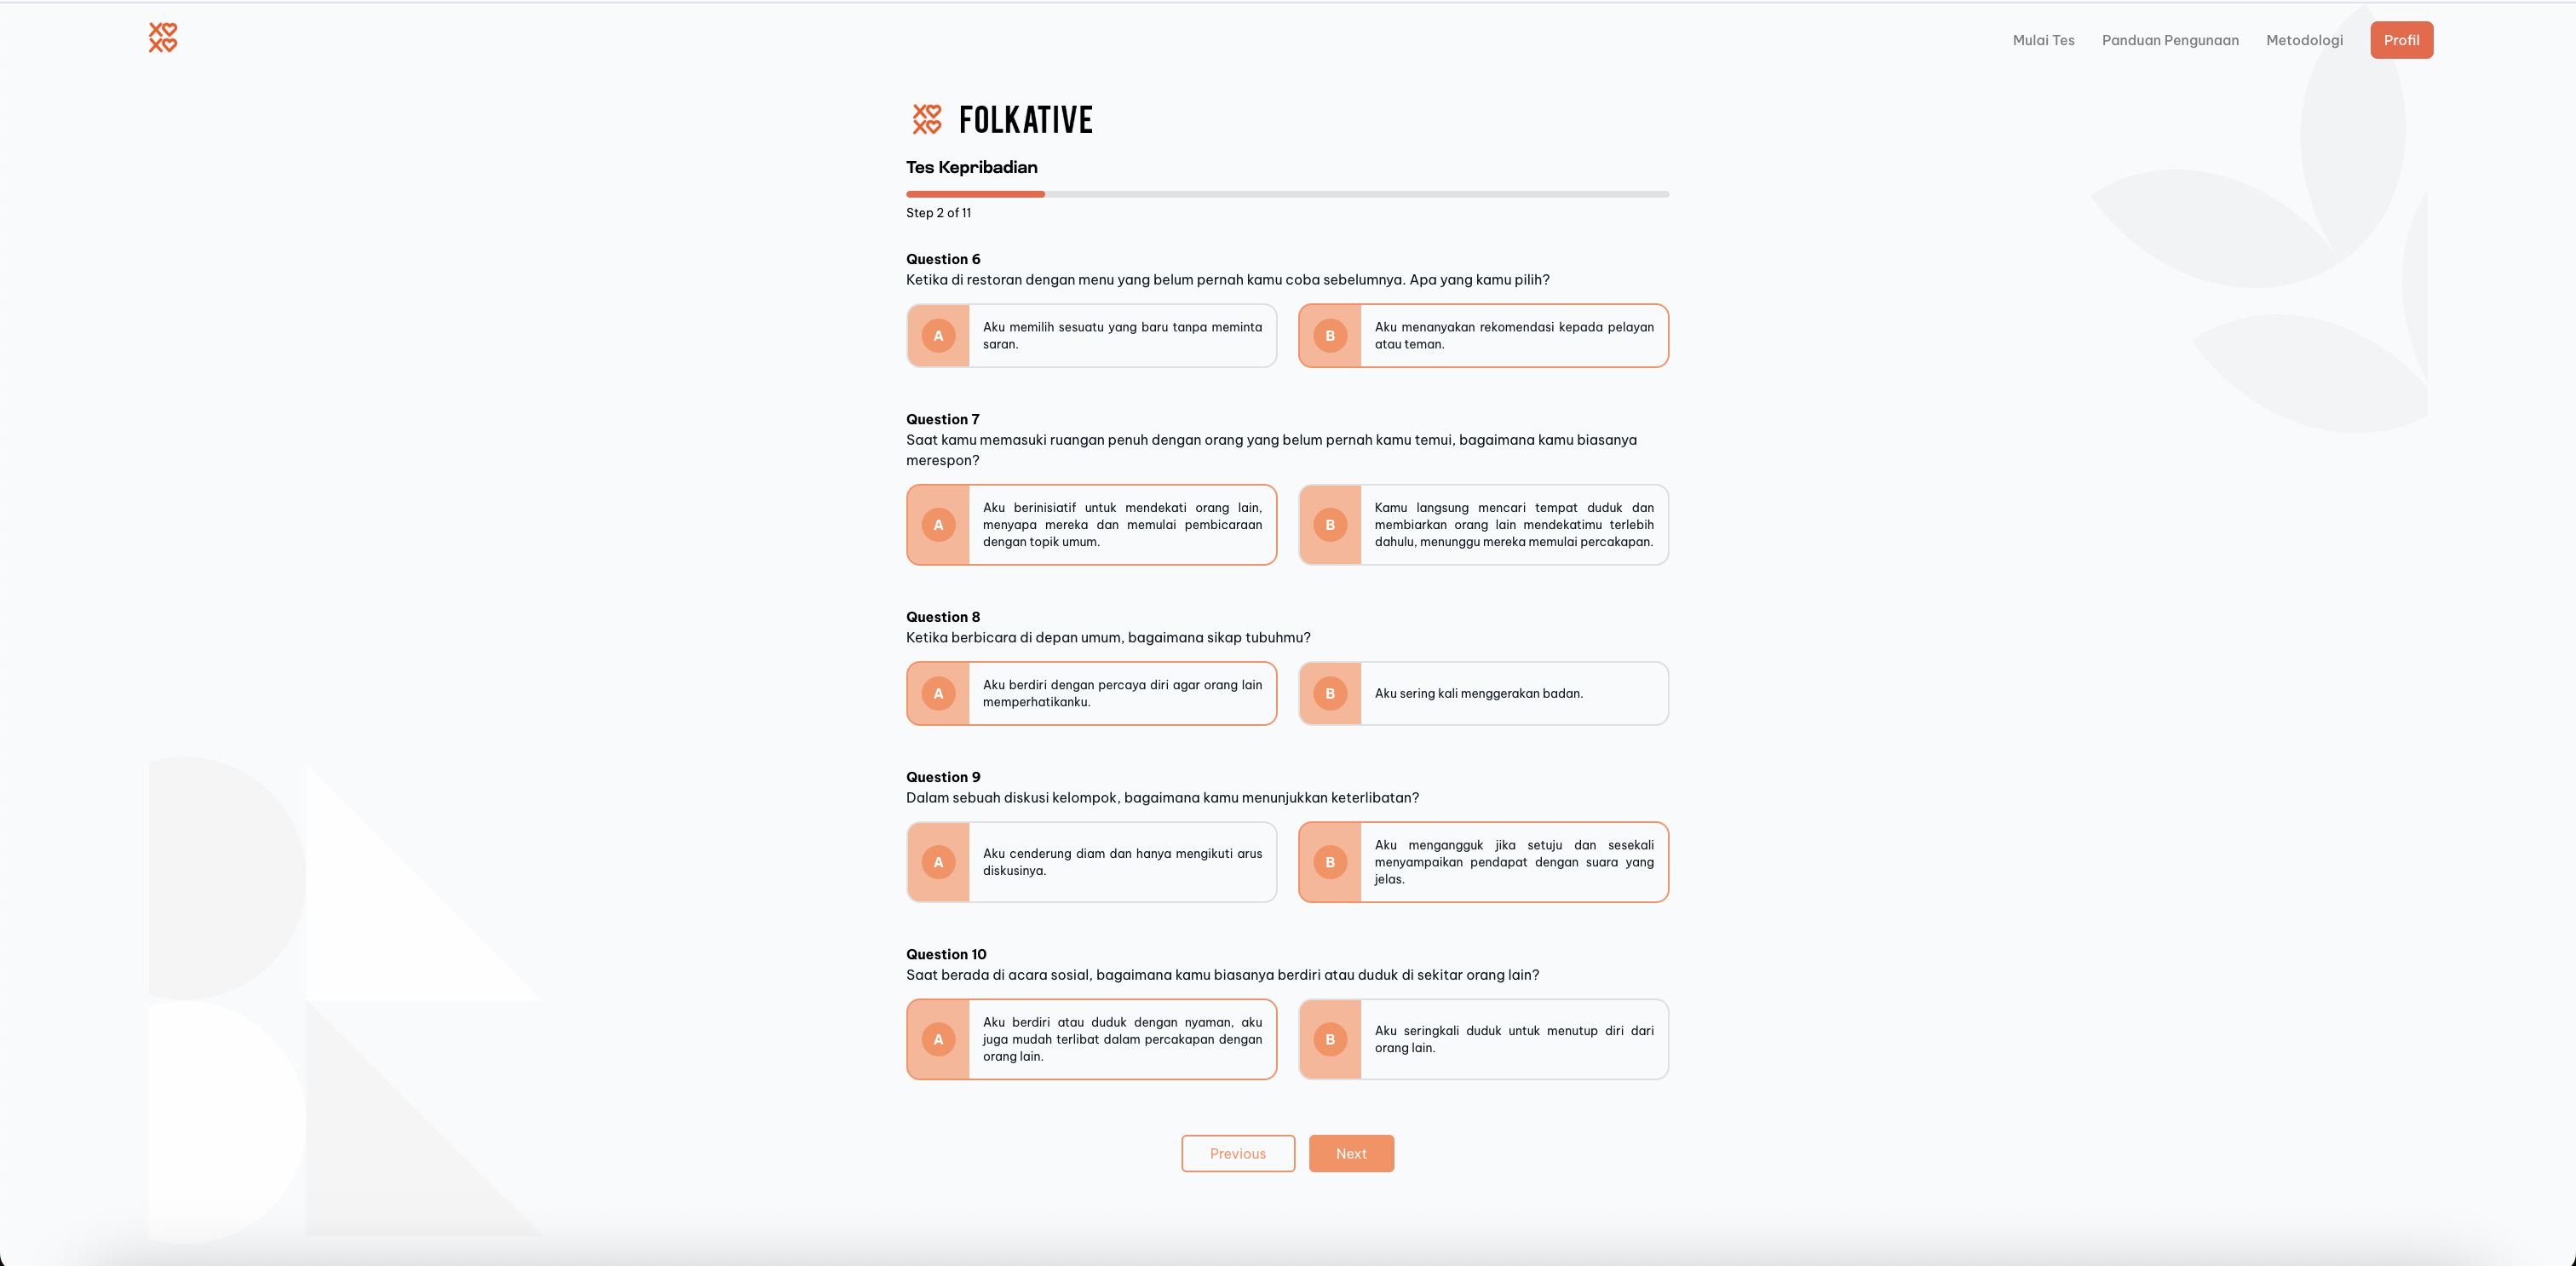 Mulai Tes Panduan Pengunaan Metodologi Profil
FOLKATIVE
Tes Kepribadian
Step 2 of 11
Question 6
Ketika di restoran dengan menu yang belum pernah kamu coba sebelumnya. Apa yang kamu pilih?
A
Aku memilih sesuatu yang baru tanpa meminta
saran.
B
Aku menanyakan rekomendasi kepada pelayan
atau teman.
Question 7
Saat kamu memasuki ruangan penuh dengan orang yang belum pernah kamu temui, bagaimana kamu biasanya
merespon?
A
Aku berinisiatif untuk mendekati orang lain,
menyapa mereka dan memulai pembicaraan
dengan topik umum.
B
Kamu langsung mencari tempat duduk dan
membiarkan orang lain mendekatimu terlebih
dahulu, menunggu mereka memulai percakapan.
Question 8
Ketika berbicara di depan umum, bagaimana sikap tubuhmu?
A
Aku berdiri dengan percaya diri agar orang lain
memperhatikanku.
B
Aku sering kali menggerakan badan.
Question 9
Dalam sebuah diskusi kelompok, bagaimana kamu menunjukkan keterlibatan?
A
Aku cenderung diam dan hanya mengikuti arus
diskusinya.
B
Aku mengangguk jika setuju dan sesekali
menyampaikan pendapat dengan suara yang
jelas.
Question 10
Saat berada di acara sosial, bagaimana kamu biasanya berdiri atau duduk di sekitar orang lain?
A
Aku berdiri atau duduk dengan nyaman, aku
juga mudah terlibat dalam percakapan dengan
orang lain.
B
Aku seringkali duduk untuk menutup diri dari
orang lain.
Previous Next